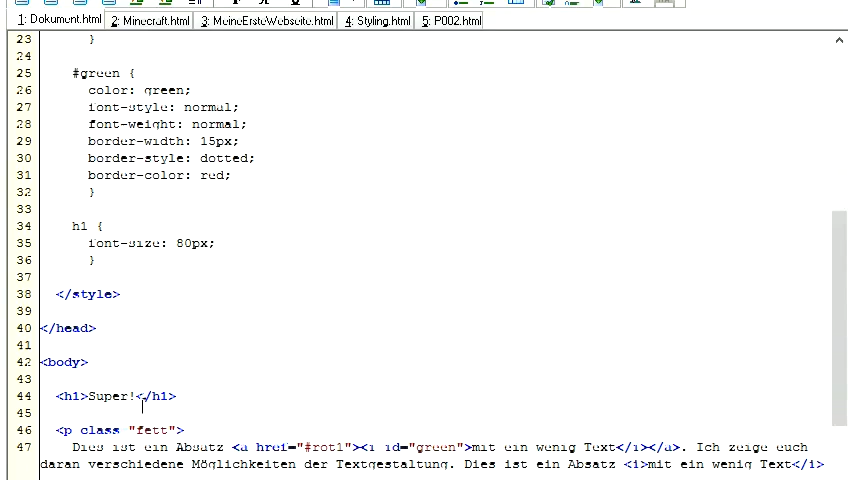 1: Dokument.html 2: Minecraft.html 3: MeineErsteWebseite.html 4: Styling.html 5: P002.html
23 }
24
25 #green {
26 color: green;
27 font-style: normal;
28 font-weight: normal;
29 border-width: 15px;
30 border-style: dotted;
31 border-color: red;
32 }
33
34 h1 {
35 font-size: 80px;
36 }
37
38 </style>
39
40 </head>
41
42 <body>
43
44 <h1>Super!</h1>
45
46 <p class "fett">
47 Dies ist ein Absatz <a href="#rot1"><i id="green">mit ein wenig Text</i></a>. Ich zeige euch
daran verschiedene Möglichkeiten der Textgestaltung. Dies ist ein Absatz <i>mit ein wenig Text</i>